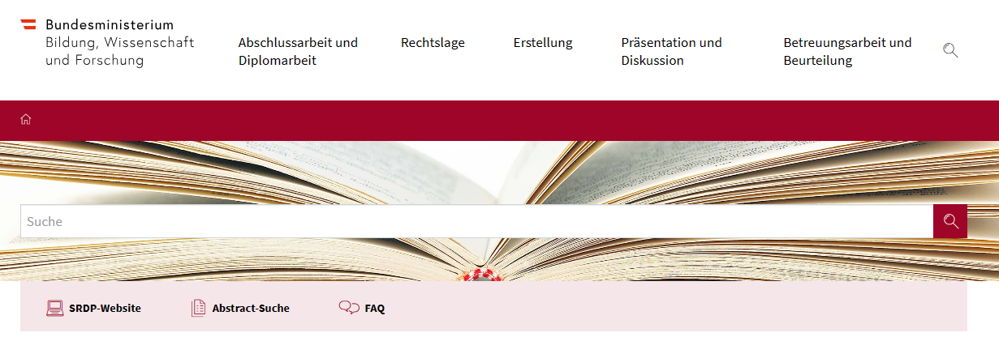 Bundesministerium
Bildung, Wissenschaft
und Forschung
Abschlussarbeit und
Diplomarbeit
Rechtslage
Erstellung
Präsentation und
Diskussion
Betreuungsarbeit und
Beurteilung
Suche
SRDP-Website
Abstract-Suche
FAQ